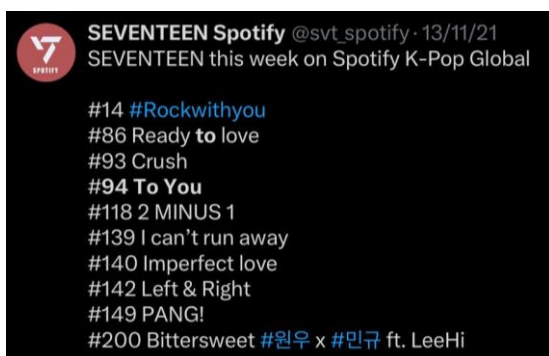 SEVENTEEN Spotify @svt_spotify · 13/11/21
SEVENTEEN this week on Spotify K-Pop Global
#14 #Rockwithyou
#86 Ready to love
#93 Crush
#94 To You
#118 2 MINUS 1
#139 I can't run away
#140 Imperfect love
#142 Left & Right
#149 PANG!
#200 Bittersweet #원우 x #민규 ft. LeeHi
SPOTIFY